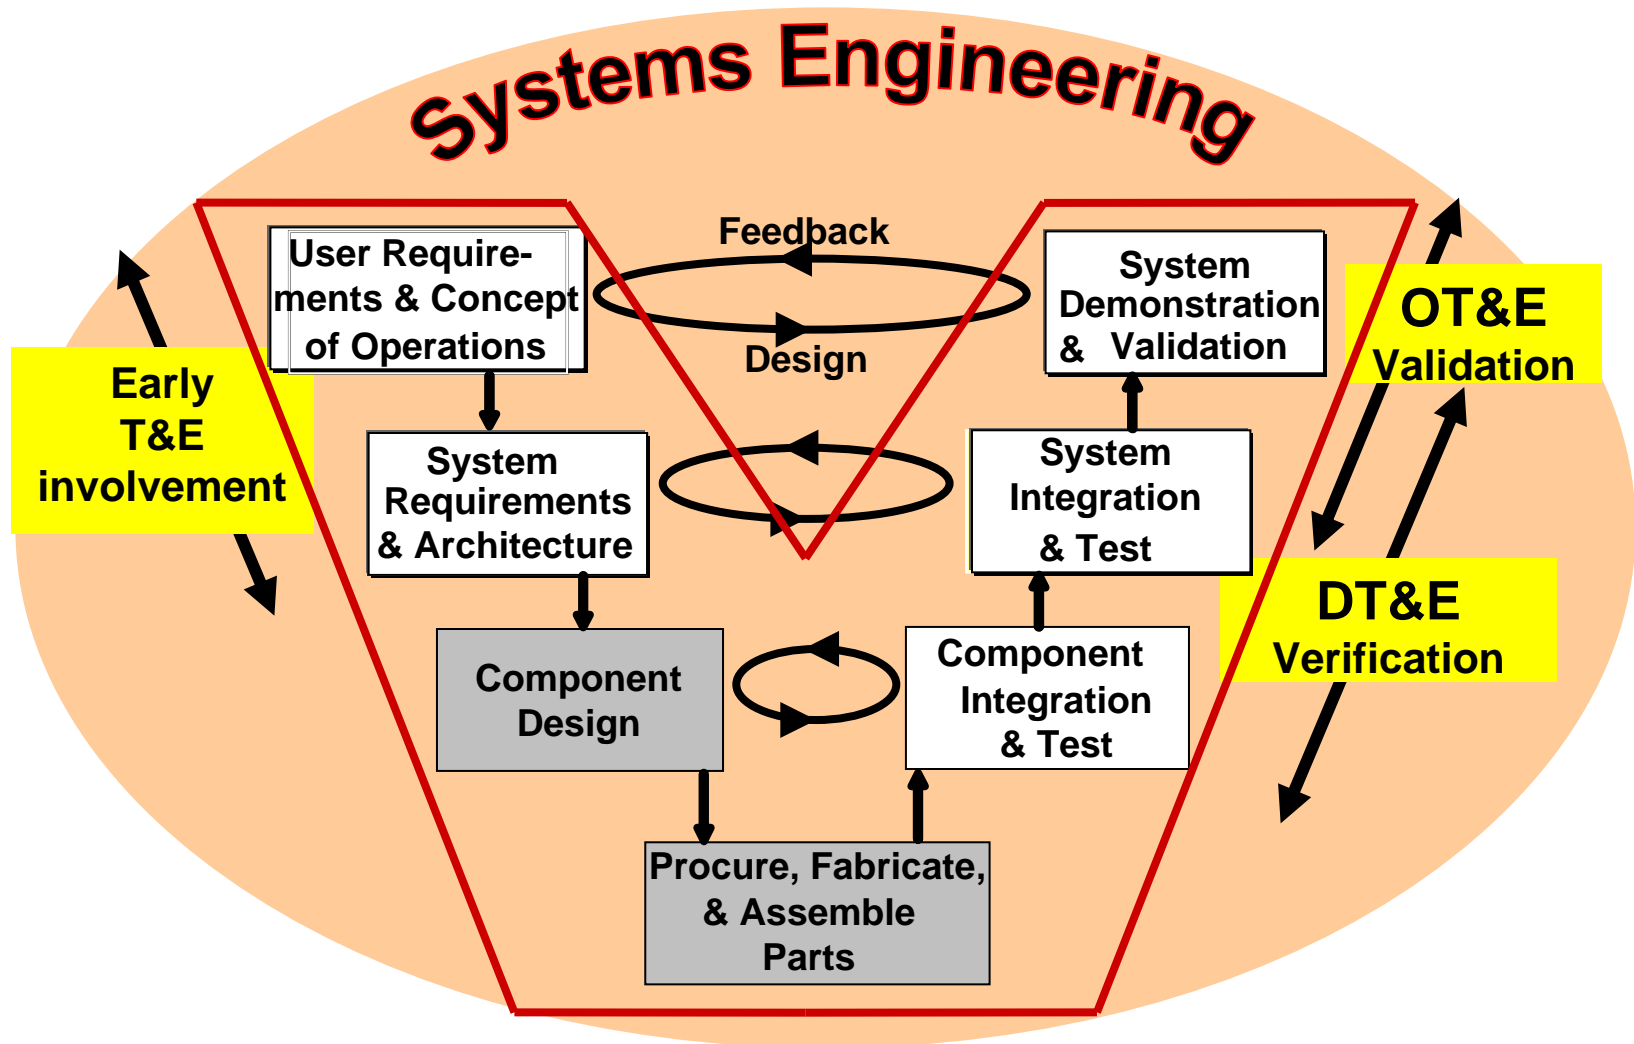 Systems Engineering
Feedback
Design
User Require-
ments & Concept
of Operations
System
Demonstration
& Validation
OT&E
Validation
Early
T&E
involvement
System
Requirements
& Architecture
System
Integration
& Test
DT&E
Verification
Component
Design
Component
Integration
& Test
Procure, Fabricate,
& Assemble
Parts